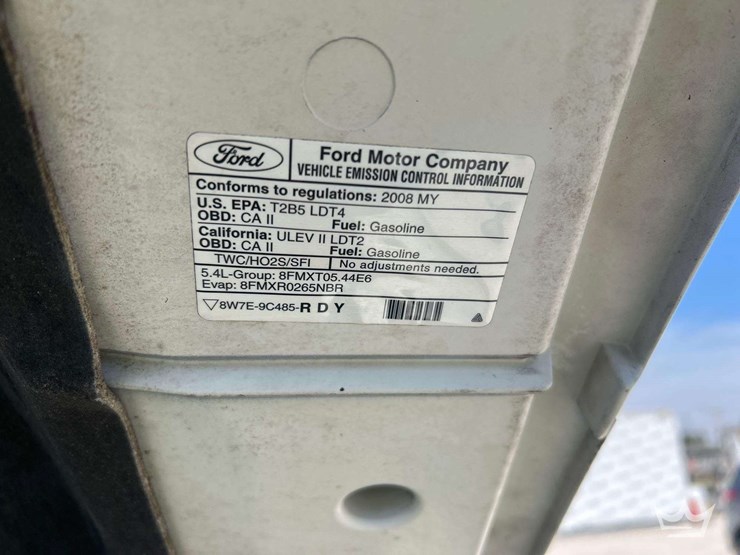 Ford
Ford Motor Company
VEHICLE EMISSION CONTROL INFORMATION
Conforms to regulations: 2008 MY
U.S. EPA: T2B5 LDT4
OBD: CA II Fuel: Gasoline
California: ULEV II LDT2
OBD: CA II Fuel: Gasoline
TWC/HO2S/SFI No adjustments needed.
5.4L-Group: 8FMXT05.44E6
Evap: 8FMXR0265NBR
8W7E-9C485-R D Y